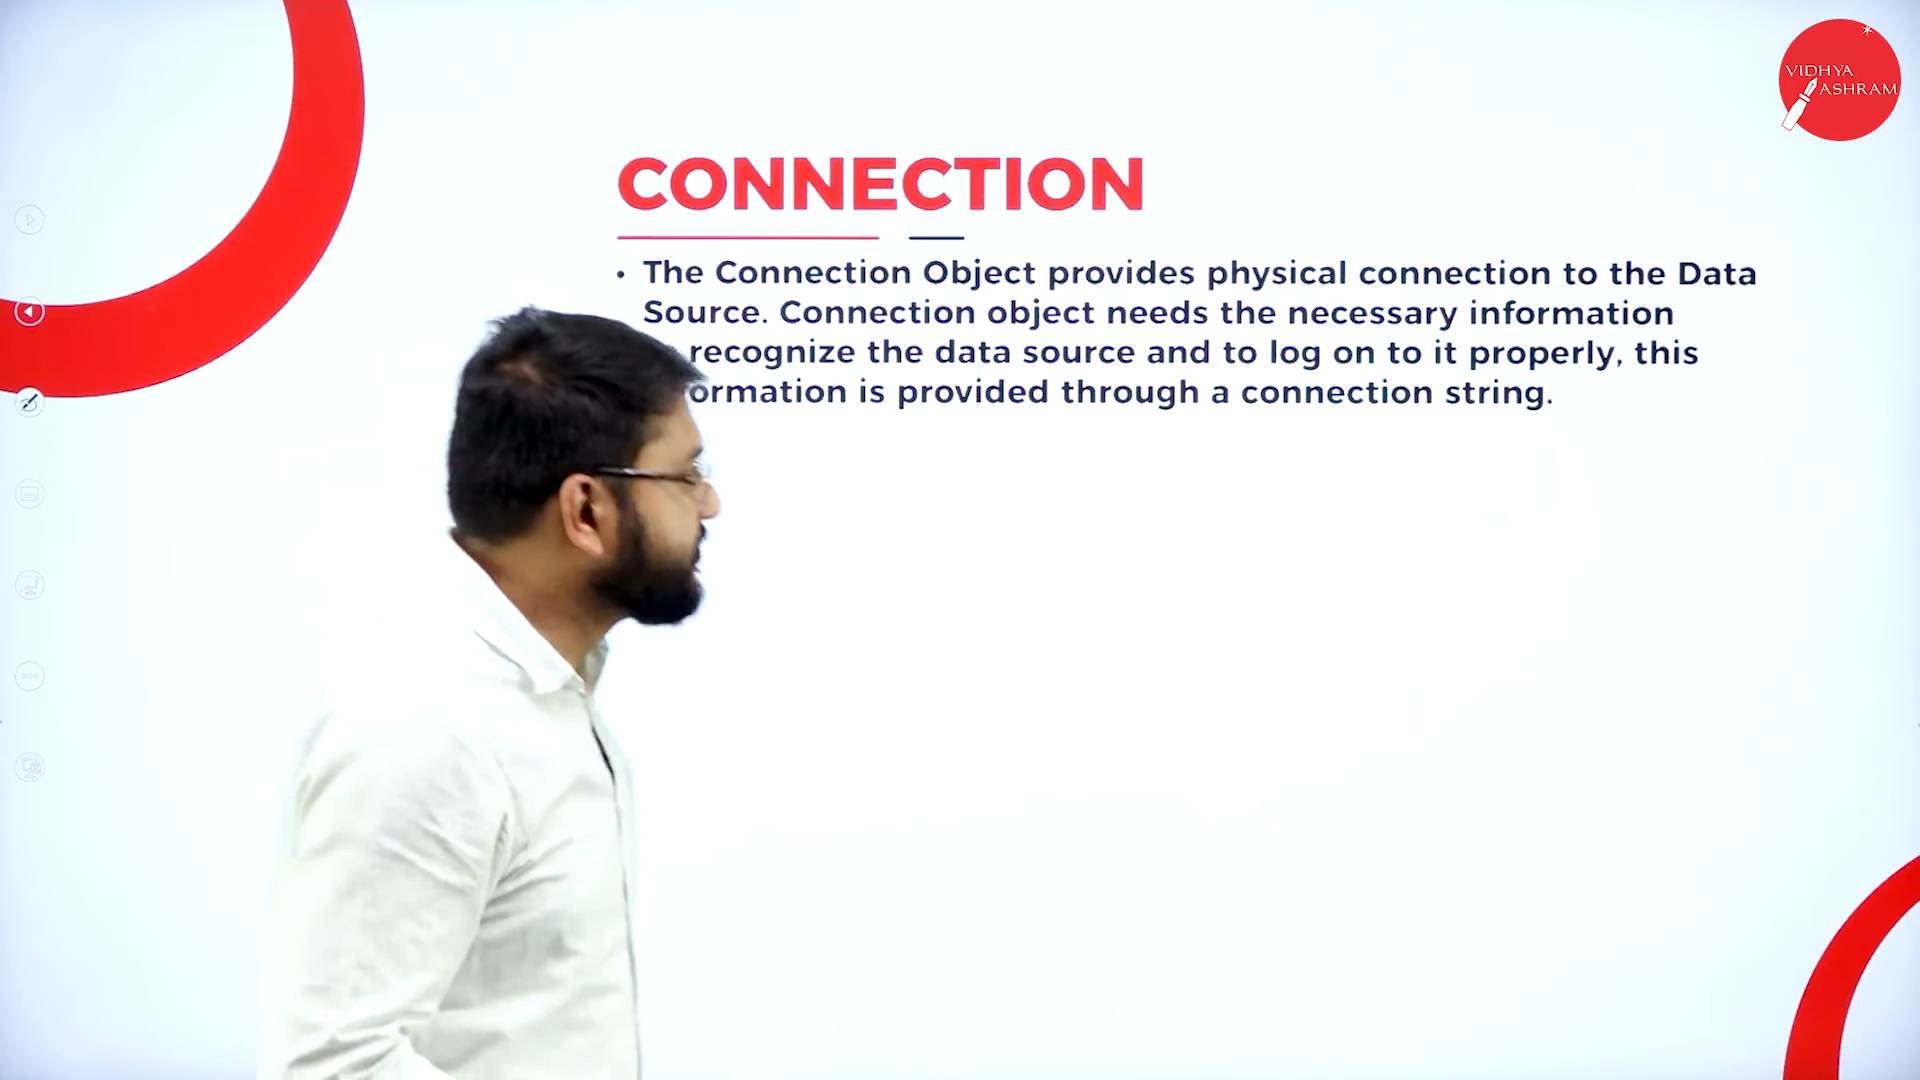 VIDHYA
ASHRAM
CONNECTION
• The Connection Object provides physical connection to the Data
Source. Connection object needs the necessary information
recognize the data source and to log on to it properly, this
ormation is provided through a connection string.